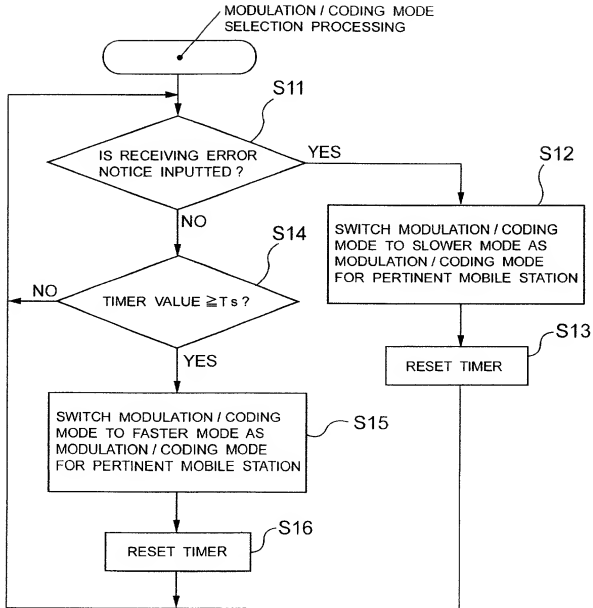 MODULATION / CODING MODE
SELECTION PROCESSING
S11
IS RECEIVING ERROR
NOTICE INPUTTED ?
YES
S12
NO
SWITCH MODULATION / CODING
MODE TO SLOWER MODE AS
MODULATION / CODING MODE
FOR PERTINENT MOBILE STATION
S14
NO
TIMER VALUE ≧ Ts ?
S13
RESET TIMER
YES
SWITCH MODULATION / CODING
MODE TO FASTER MODE AS
MODULATION / CODING MODE
FOR PERTINENT MOBILE STATION
S15
S16
RESET TIMER